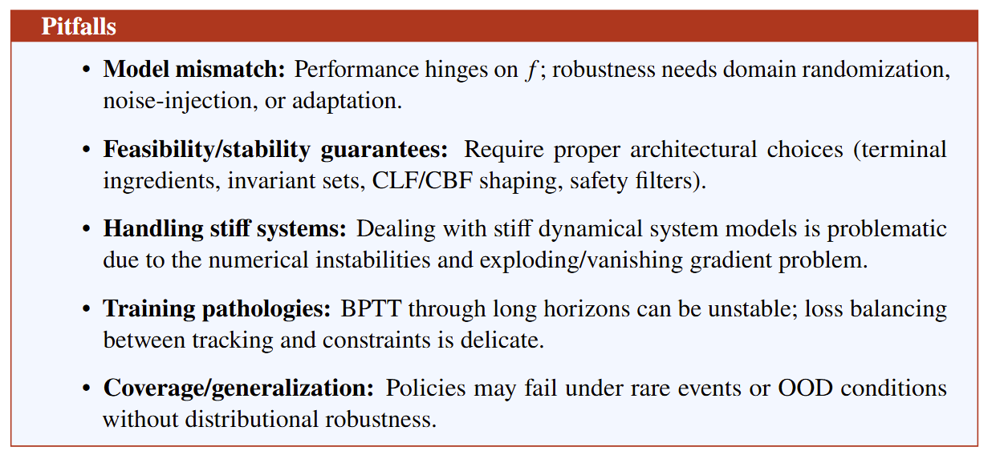 Pitfalls
• Model mismatch: Performance hinges on f; robustness needs domain randomization,
noise-injection, or adaptation.
• Feasibility/stability guarantees: Require proper architectural choices (terminal
ingredients, invariant sets, CLF/CBF shaping, safety filters).
• Handling stiff systems: Dealing with stiff dynamical system models is problematic
due to the numerical instabilities and exploding/vanishing gradient problem.
• Training pathologies: BPTT through long horizons can be unstable; loss balancing
between tracking and constraints is delicate.
• Coverage/generalization: Policies may fail under rare events or OOD conditions
without distributional robustness.